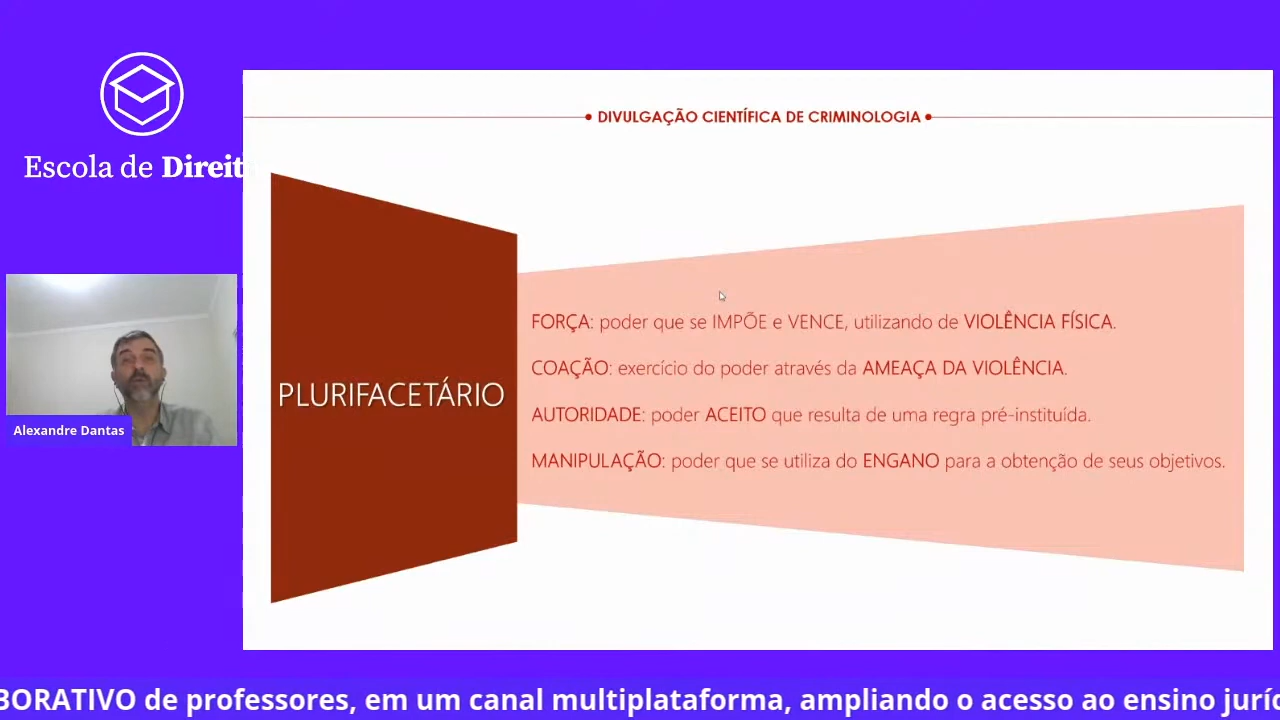 Escola de Direit
• DIVULGAÇÃO CIENTÍFICA DE CRIMINOLOGIA •
PLURIFACETÁRIO
FORÇA: poder que se IMPÕE e VENCE, utilizando de VIOLÊNCIA FÍSICA.
COAÇÃO: exercício do poder através da AMEAÇA DA VIOLÊNCIA.
AUTORIDADE: poder ACEITO que resulta de uma regra pré-instituída.
MANIPULAÇÃO: poder que se utiliza do ENGANO para a obtenção de seus objetivos.
Alexandre Dantas
BORATIVO de professores, em um canal multiplataforma, ampliando o acesso ao ensino juríd